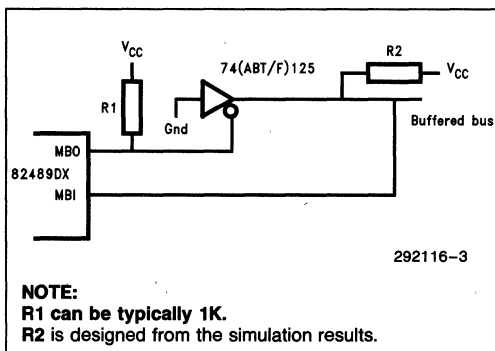 R2
VCC
74(ABT/F)125
VCC
R1
Gnd
Buffered bus
MBO
82489DX
MBI
292116-3
NOTE:
R1 can be typically 1K.
R2 is designed from the simulation results.